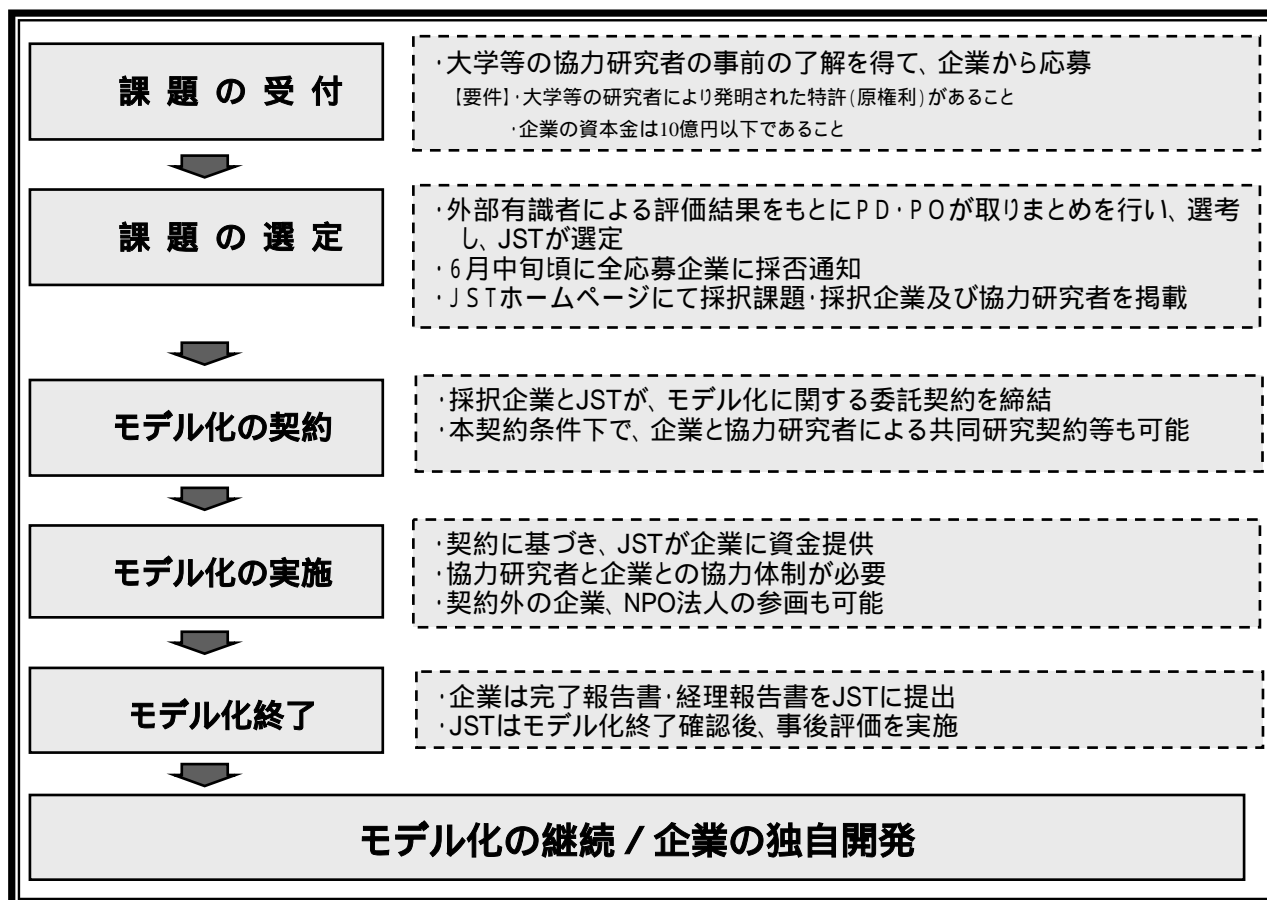 課題の受付
・大学等の協力研究者の事前の了解を得て、企業から応募
【要件】・大学等の研究者により発明された特許(原権利)があること
・企業の資本金は10億円以下であること
課題の選定
・外部有識者による評価結果をもとにPD・POが取りまとめを行い、選考
し、JSTが選定
・6月中旬頃に全応募企業に採否通知
・JSTホームページにて採択課題・採択企業及び協力研究者を掲載
モデル化の契約
・採択企業とJSTが、モデル化に関する委託契約を締結
・本契約条件下で、企業と協力研究者による共同研究契約等も可能
モデル化の実施
・契約に基づき、JSTが企業に資金提供
・協力研究者と企業との協力体制が必要
・契約外の企業、NPO法人の参画も可能
モデル化終了
・企業は完了報告書・経理報告書をJSTに提出
・JSTはモデル化終了確認後、事後評価を実施
モデル化の継続 / 企業の独自開発